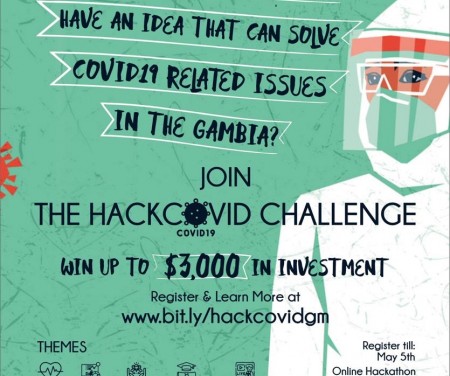 HAVE AN IDEA THAT CAN SOLVE
COVID19 RELATED ISSUES
IN THE GAMBIA?
JOIN
THE HACKCOVID CHALLENGE
COVID19
WIN UP TO $3,000 IN INVESTMENT
Register & Learn More at
www.bit.ly/hackcovidgm
THEMES
Register till:
May 5th
Online Hackathon